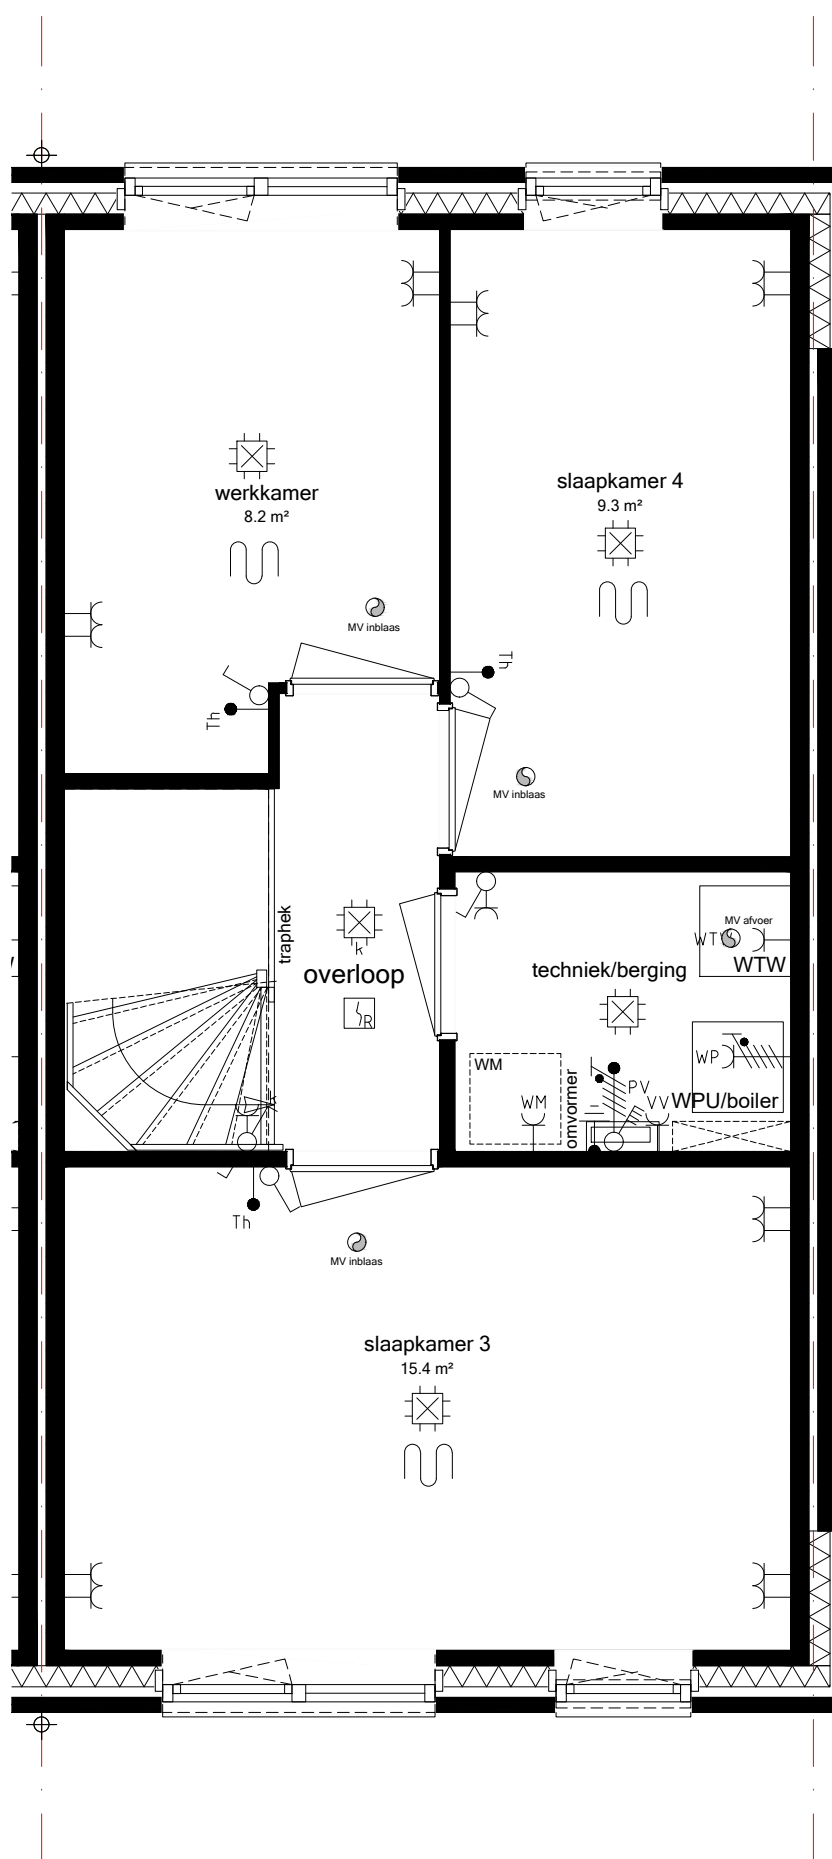 werkkamer
8.2 m²
MV inblaas
Th
slaapkamer 4
9.3 m²
Th
MV inblaas
traphek
k
overloop
R
techniek/berging
MV afvoer
WTW
WTW
WM
WM
omvormer
PV
VV
WP
WPU/boiler
k
Th
MV inblaas
slaapkamer 3
15.4 m²